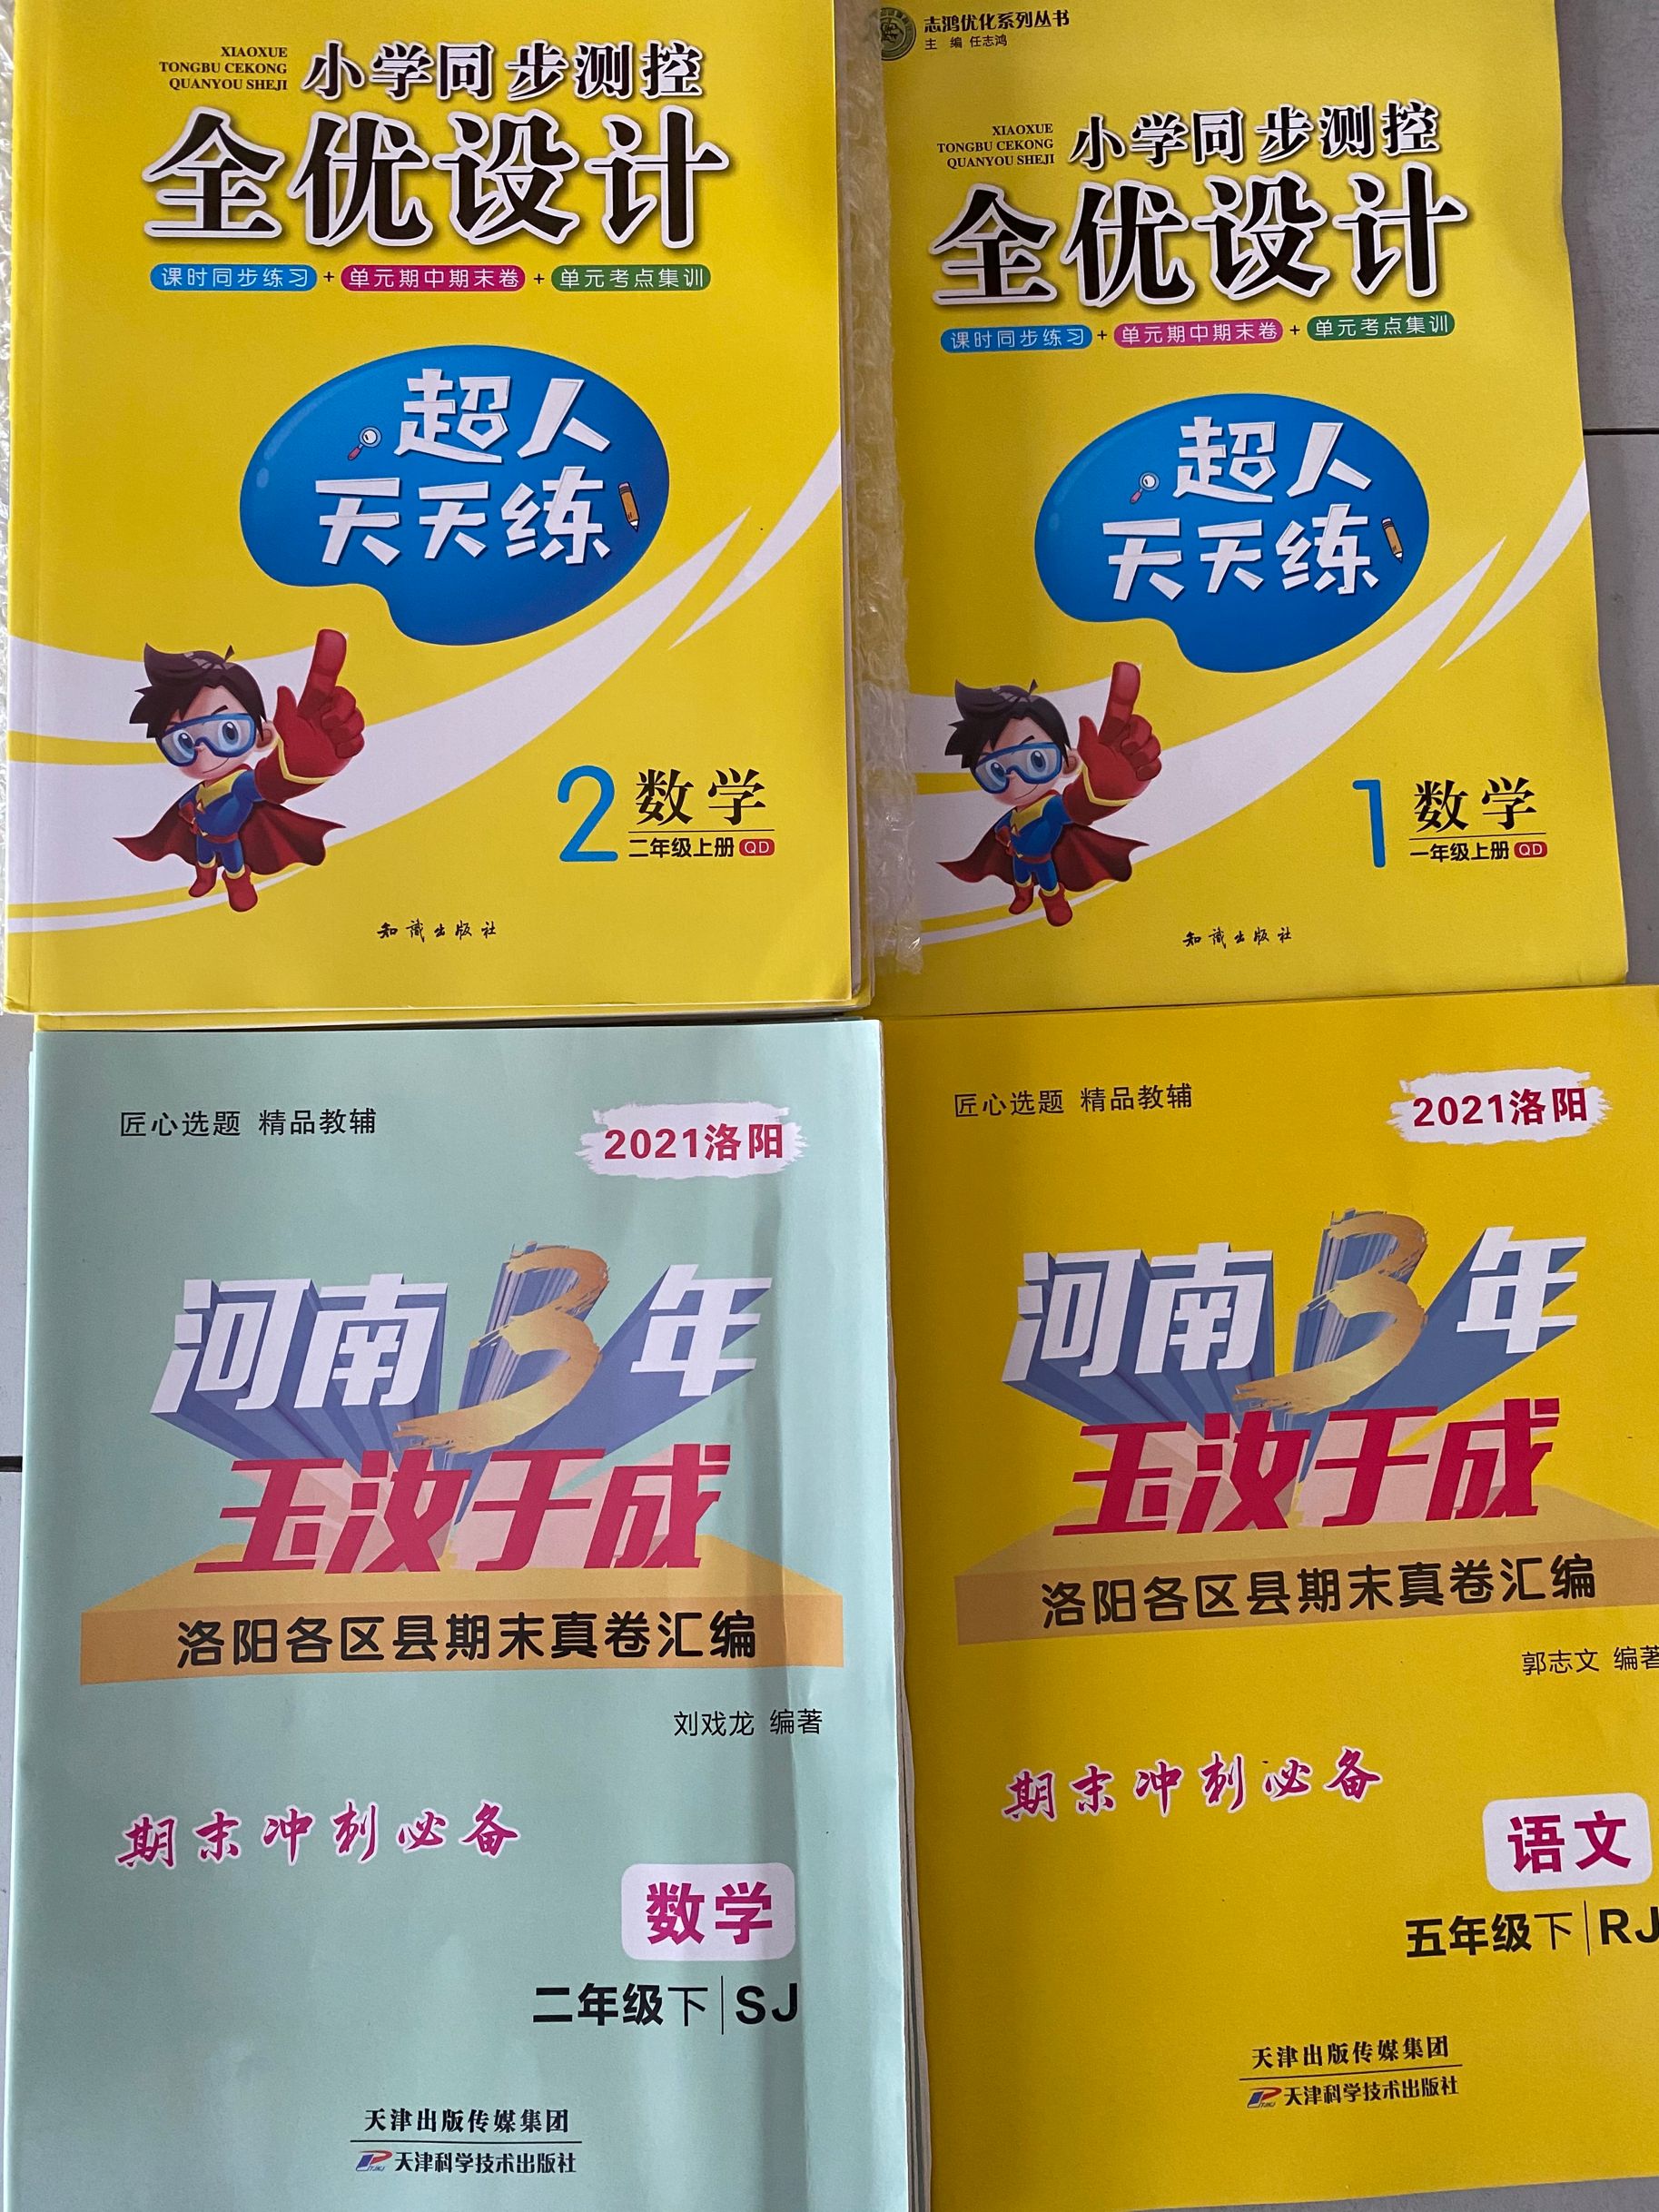 XIAOXUE
TONGBU CEKONG
QUANYOU SHEJI
小学同步测控
全优设计
课时同步练习+单元期中期末卷+单元考点集训
超人
天天练
2 数学
二年级上册 QD
知识出版社
志鸿优化系列丛书
主 编 任志鸿
XIAOXUE
TONGBU CEKONG
QUANYOU SHEJI
小学同步测控
全优设计
课时同步练习+单元期中期末卷+单元考点集训
超人
天天练
1 数学
一年级上册 QD
知识出版社
匠心选题 精品教辅
2021洛阳
河南3年
玉汝于成
洛阳各区县期末真卷汇编
刘戏龙 编著
期末冲刺必备
数学
二年级下|SJ
天津出版传媒集团
天津科学技术出版社
匠心选题 精品教辅
2021洛阳
河南3年
玉汝于成
洛阳各区县期末真卷汇编
郭志文 编著
期末冲刺必备
语文
五年级下|RJ
天津出版传媒集团
天津科学技术出版社